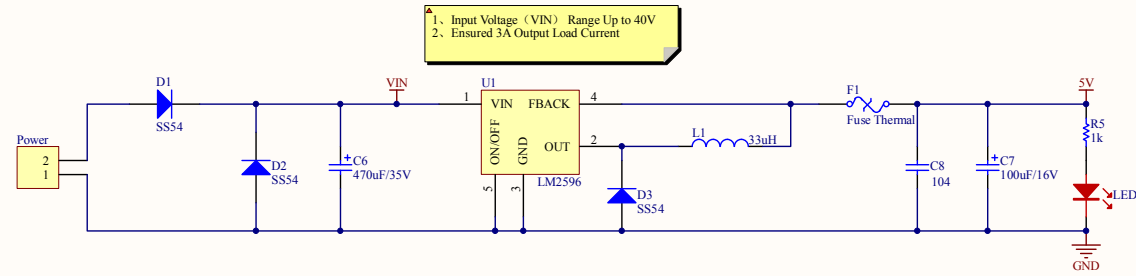 1、Input Voltage（VIN） Range Up to 40V
2、Ensured 3A Output Load Current
D1
SS54
VIN
U1
1
VIN
FBACK
4
ON/OFF
GND
OUT
2
5
3
LM2596
L1
33uH
F1
Fuse Thermal
5V
R5
1k
Power
2
1
D2
SS54
C6
470uF/35V
D3
SS54
C8
104
C7
100uF/16V
LED
GND